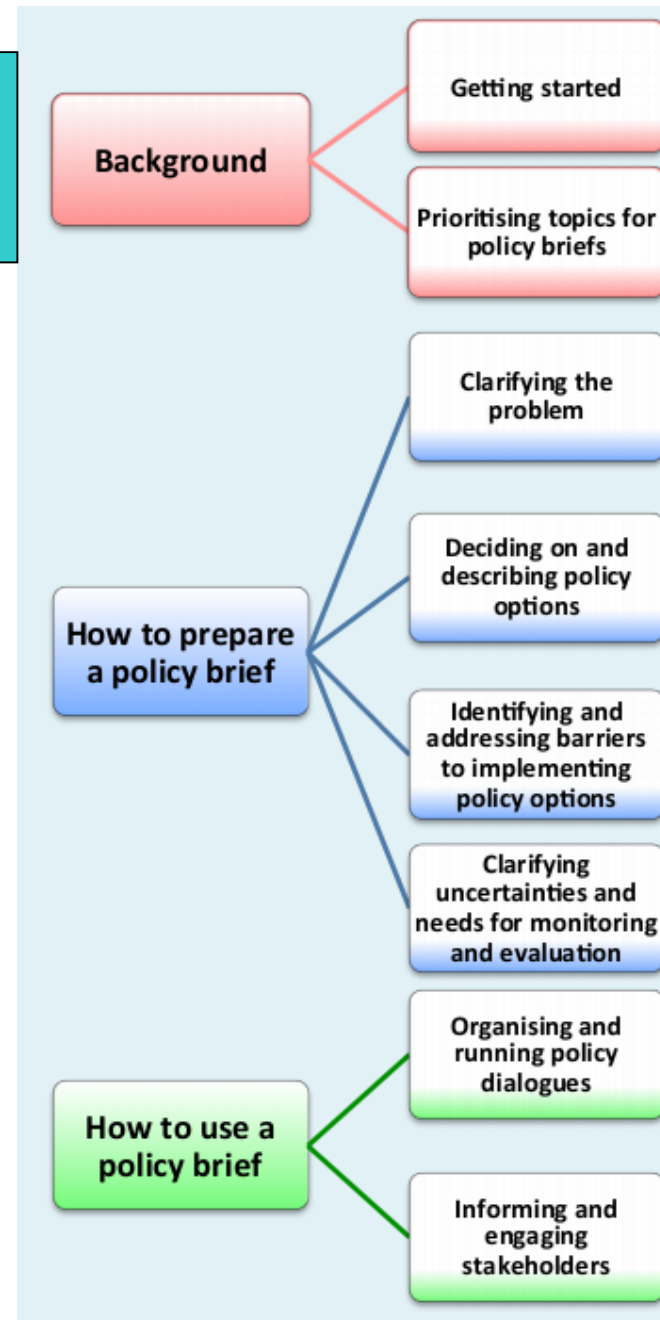 Background
Getting started
Prioritising topics for
policy briefs
How to prepare
a policy brief
Clarifying the
problem
Deciding on and
describing policy
options
Identifying and
addressing barriers
to implementing
policy options
Clarifying
uncertainties and
needs for monitoring
and evaluation
How to use a
policy brief
Organising and
running policy
dialogues
Informing and
engaging
stakeholders